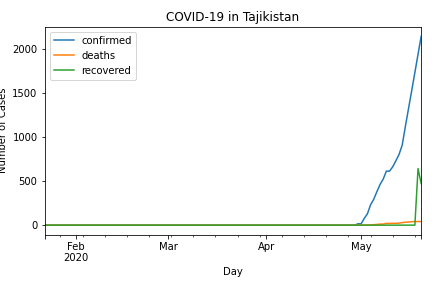 COVID-19 in Tajikistan
confirmed
deaths
recovered
2000
1500
1000
500
0
Number of Cases
Feb
2020
Mar
Apr
May
Day